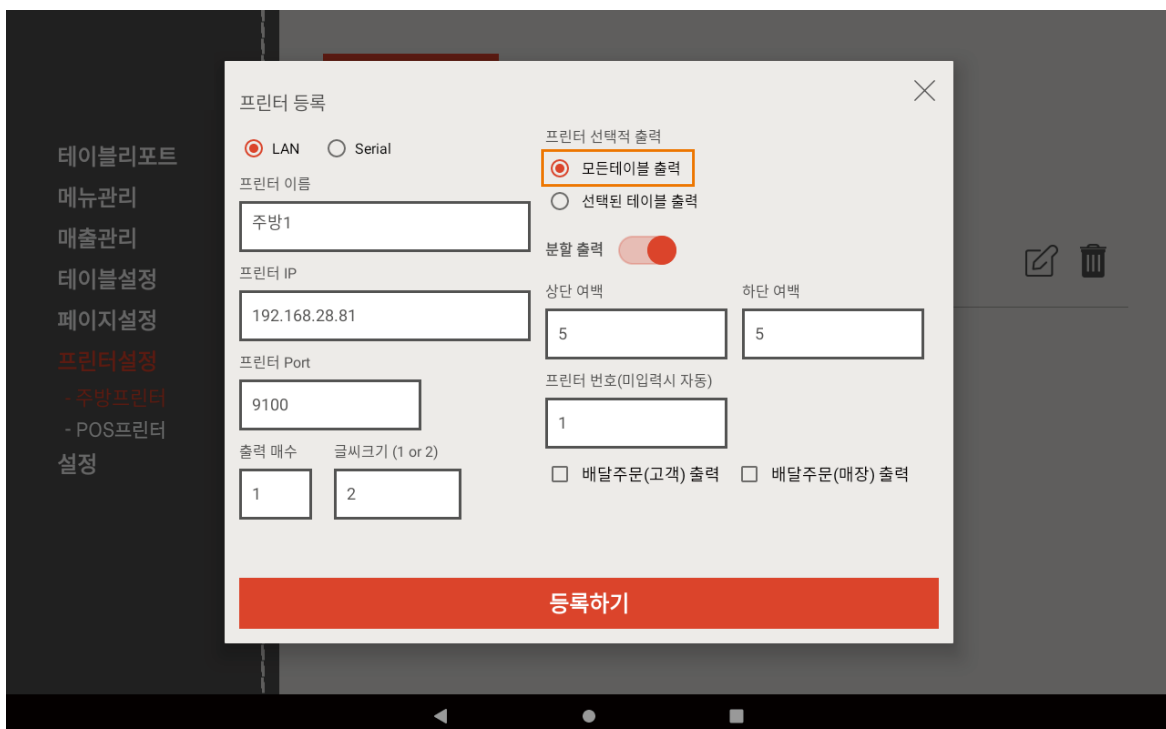 테이블리포트
메뉴관리
매출관리
테이블설정
페이지설정
프린터설정
- 주방프린터
- POS프린터
설정
프린터 등록
LAN
Serial
프린터 이름
주방1
프린터 IP
192.168.28.81
프린터 Port
9100
출력 매수
글씨크기 (1 or 2)
1
2
프린터 선택적 출력
모든테이블 출력
선택된 테이블 출력
분할 출력
상단 여백
하단 여백
5
5
프린터 번호(미입력시 자동)
1
배달주문(고객) 출력
배달주문(매장) 출력
등록하기